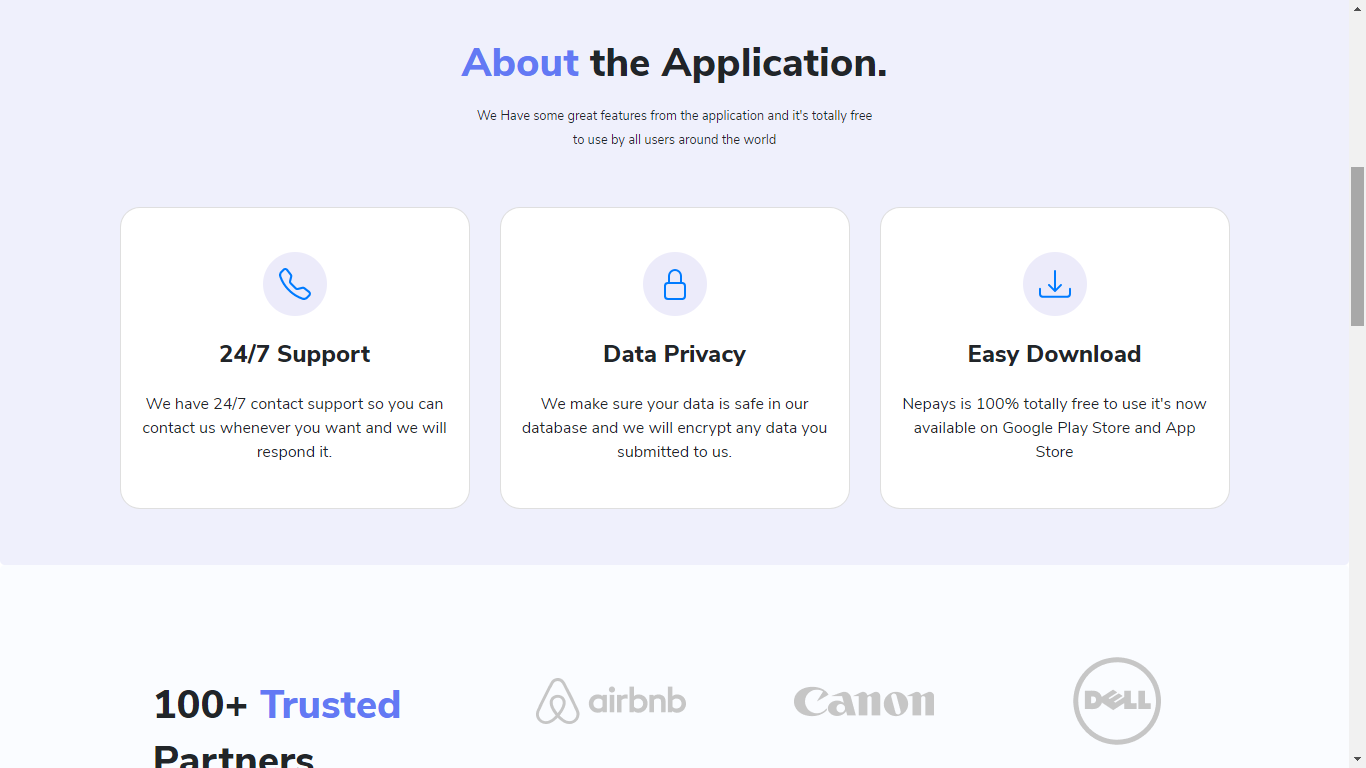 About the Application.
We Have some great features from the application and it's totally free
to use by all users around the world
24/7 Support
We have 24/7 contact support so you can
contact us whenever you want and we will
respond it.
Data Privacy
We make sure your data is safe in our
database and we will encrypt any data you
submitted to us.
Easy Download
Nepays is 100% totally free to use it's now
available on Google Play Store and App
Store
100+ Trusted
Partners
airbnb
Canon
DELL